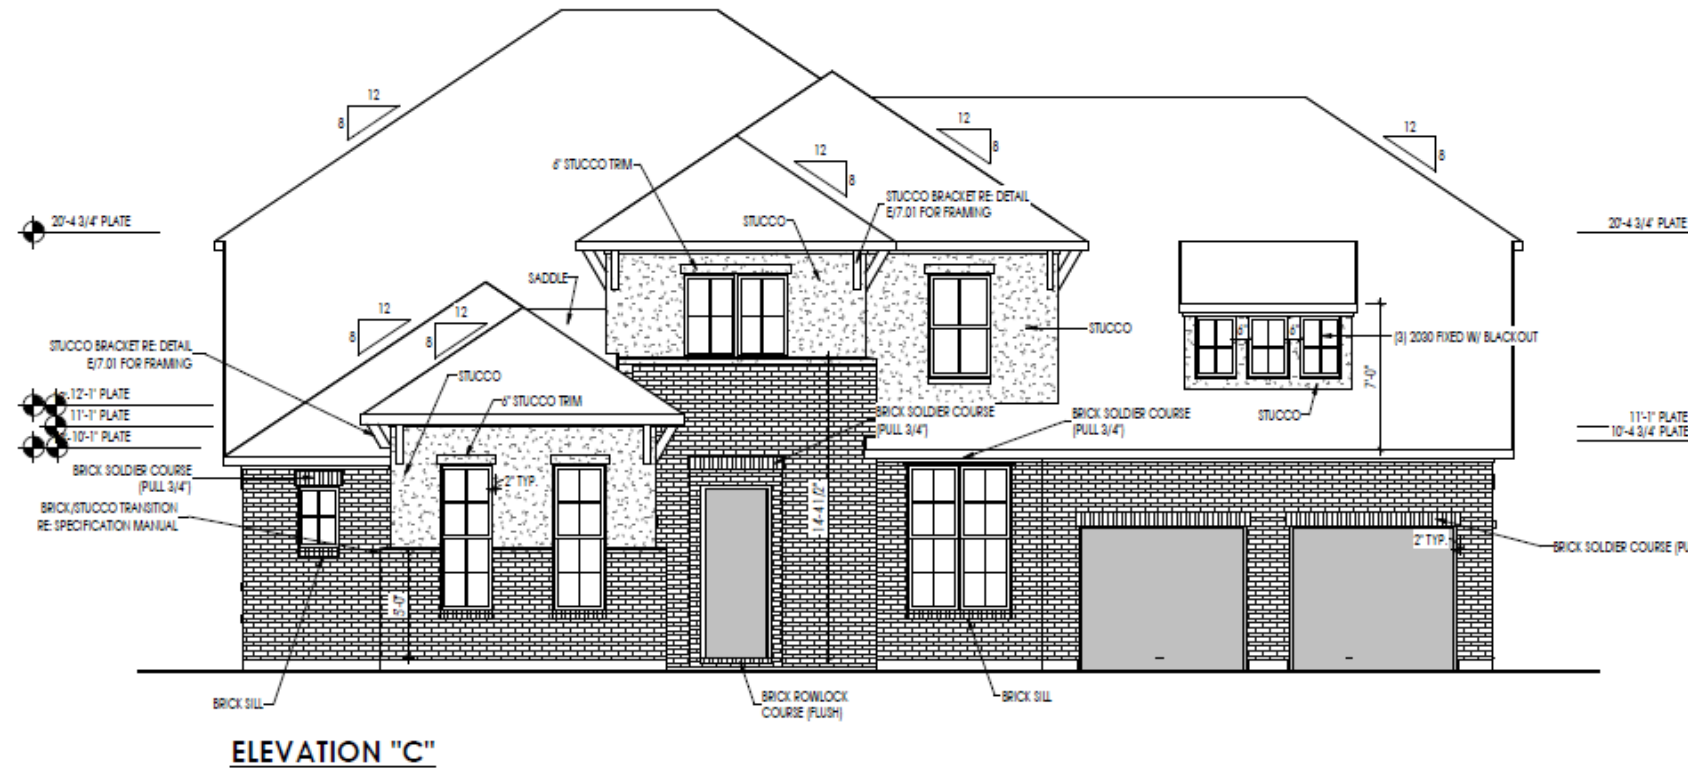 12
8
12
8
12
8
12
8
6" STUCCO TRIM
STUCCO BRACKET RE: DETAIL
E/7.01 FOR FRAMING
STUCCO
20'-4 3/4" PLATE
20'-4 3/4" PLATE
SADDLE
12
8
12
8
STUCCO
6"
6"
(3) 2030 FIXED W/ BLACKOUT
STUCCO BRACKET RE: DETAIL
E/7.01 FOR FRAMING
STUCCO
7'-0"
12'-1" PLATE
6" STUCCO TRIM
11'-1" PLATE
10'-1" PLATE
BRICK SOLDIER COURSE
(PULL 3/4")
BRICK SOLDIER COURSE
(PULL 3/4")
STUCCO
11'-1" PLATE
10'-4 3/4" PLATE
BRICK SOLDIER COURSE
(PULL 3/4")
2" TYP.
14'-4 1/2"
BRICK/STUCCO TRANSITION
RE: SPECIFICATION MANUAL
2" TYP.
BRICK SOLDIER COURSE (PU
5'-0"
BRICK SILL
BRICK ROWLOCK
COURSE (FLUSH)
BRICK SILL
ELEVATION "C"